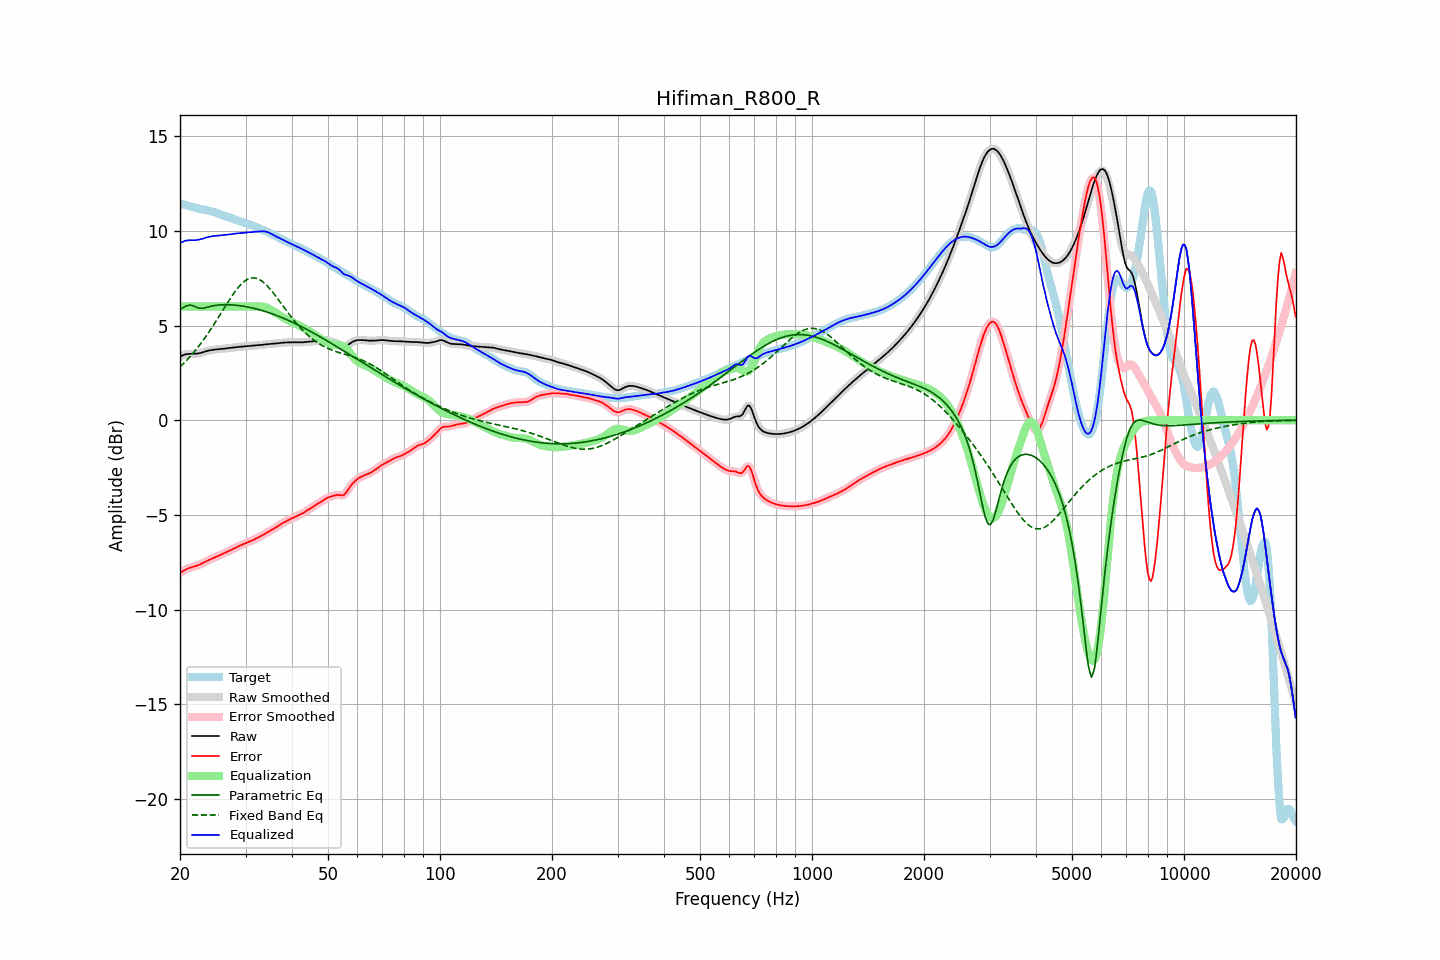 Hifiman_R800_R
Amplitude (dBr)
15
10
5
0
−5
−10
−15
−20
Target
Raw Smoothed
Error Smoothed
Raw
Error
Equalization
Parametric Eq
Fixed Band Eq
Equalized
20 50 100 200 500 1000 2000 5000 10000 20000
Frequency (Hz)